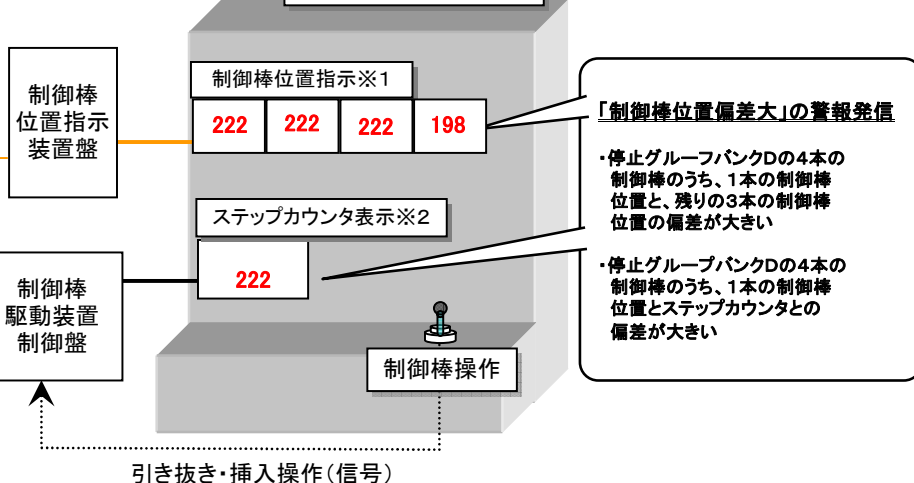 制御棒
位置指示
装置盤
制御棒位置指示※1
222 222 222 198
ステップカウンタ表示※2
222
制御棒
駆動装置
制御盤
制御棒操作
引き抜き・挿入操作(信号)
「制御棒位置偏差大」の警報発信
・停止グループバンクDの4本の
制御棒のうち、1本の制御棒
位置と、残りの3本の制御棒
位置の偏差が大きい
・停止グループバンクDの4本の
制御棒のうち、1本の制御棒
位置とステップカウンタとの
偏差が大きい